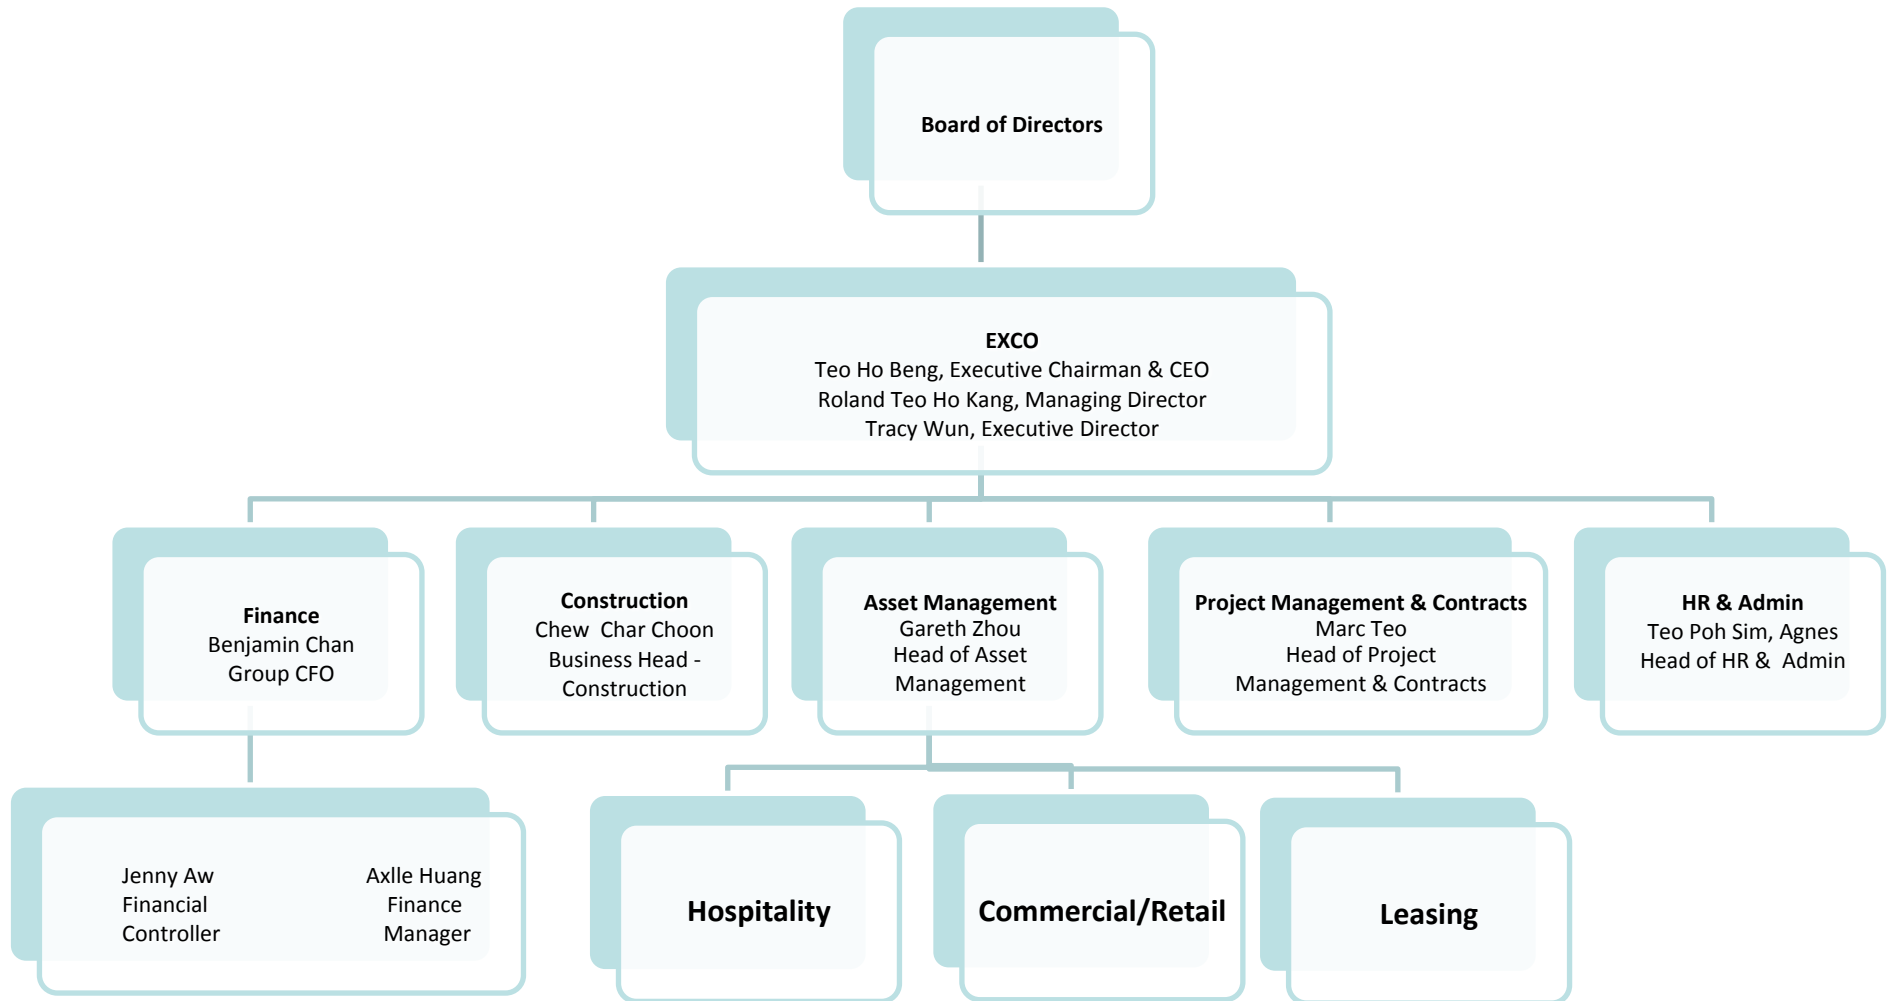 Board of Directors
EXCO
Teo Ho Beng, Executive Chairman & CEO
Roland Teo Ho Kang, Managing Director
Tracy Wun, Executive Director
Finance
Benjamin Chan
Group CFO
Construction
Chew Char Choon
Business Head -
Construction
Asset Management
Gareth Zhou
Head of Asset
Management
Project Management & Contracts
Marc Teo
Head of Project
Management & Contracts
HR & Admin
Teo Poh Sim, Agnes
Head of HR & Admin
Jenny Aw
Financial
Controller
Axlle Huang
Finance
Manager
Hospitality
Commercial/Retail
Leasing